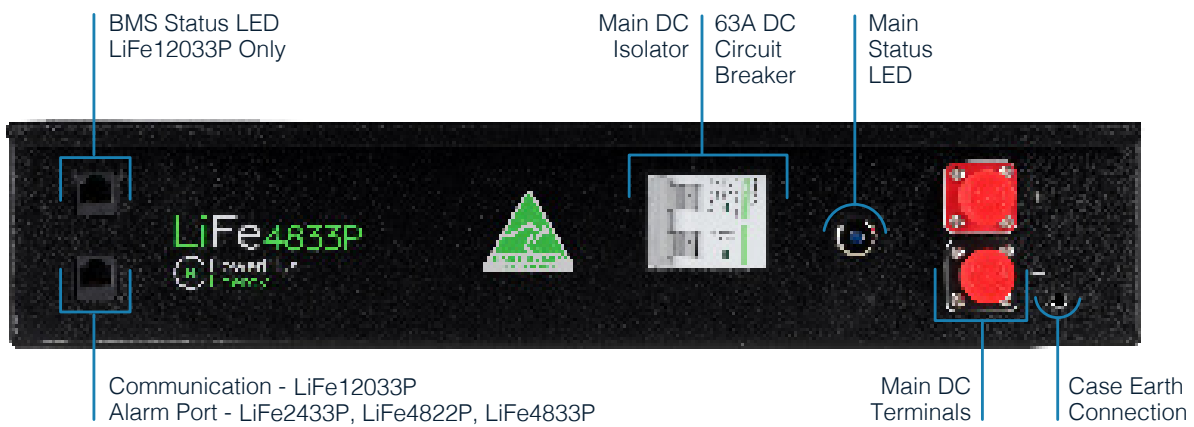 BMS Status LED
LiFe12033P Only
Main DC
Isolator
63A DC
Circuit
Breaker
Main
Status
LED
LiFe4833P
Energy
Communication - LiFe12033P
Alarm Port - LiFe2433P, LiFe4822P, LiFe4833P
Main DC
Terminals
Case Earth
Connection